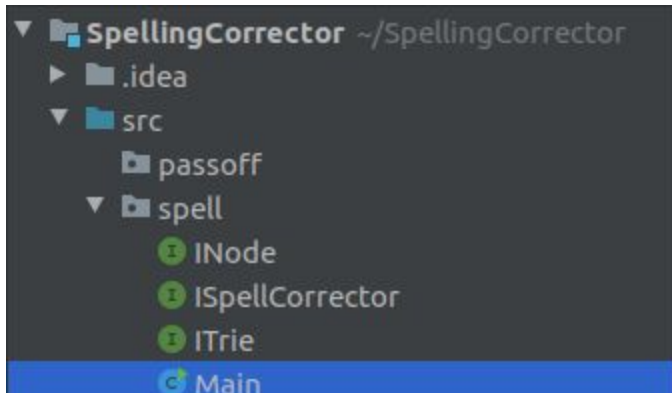 SpellingCorrector ~/SpellingCorrector
.idea
src
passoff
spell
I INode
I ISpellCorrector
I ITrie
C Main